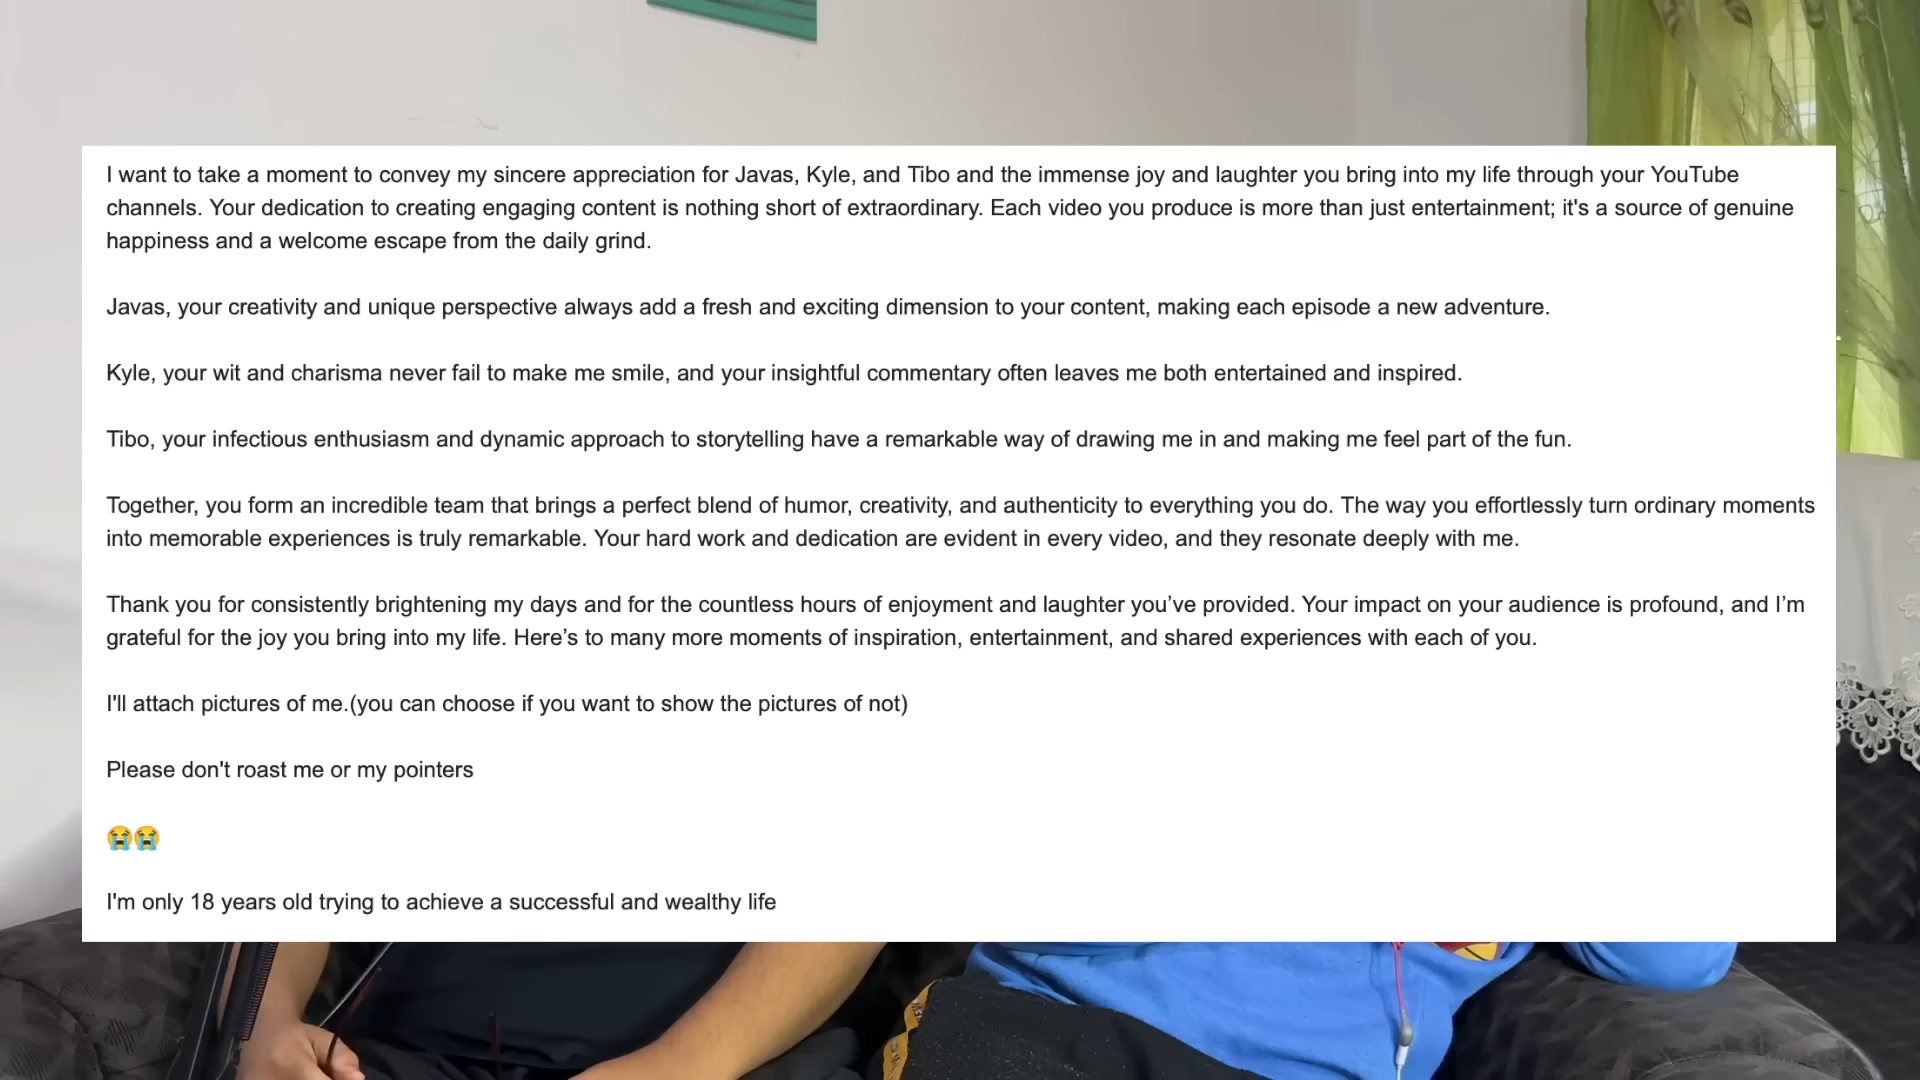 I want to take a moment to convey my sincere appreciation for Javas, Kyle, and Tibo and the immense joy and laughter you bring into my life through your YouTube
channels. Your dedication to creating engaging content is nothing short of extraordinary. Each video you produce is more than just entertainment; it's a source of genuine
happiness and a welcome escape from the daily grind.
Javas, your creativity and unique perspective always add a fresh and exciting dimension to your content, making each episode a new adventure.
Kyle, your wit and charisma never fail to make me smile, and your insightful commentary often leaves me both entertained and inspired.
Tibo, your infectious enthusiasm and dynamic approach to storytelling have a remarkable way of drawing me in and making me feel part of the fun.
Together, you form an incredible team that brings a perfect blend of humor, creativity, and authenticity to everything you do. The way you effortlessly turn ordinary moments
into memorable experiences is truly remarkable. Your hard work and dedication are evident in every video, and they resonate deeply with me.
Thank you for consistently brightening my days and for the countless hours of enjoyment and laughter you’ve provided. Your impact on your audience is profound, and I’m
grateful for the joy you bring into my life. Here’s to many more moments of inspiration, entertainment, and shared experiences with each of you.
I'll attach pictures of me.(you can choose if you want to show the pictures of not)
Please don't roast me or my pointers
😭😭
I'm only 18 years old trying to achieve a successful and wealthy life